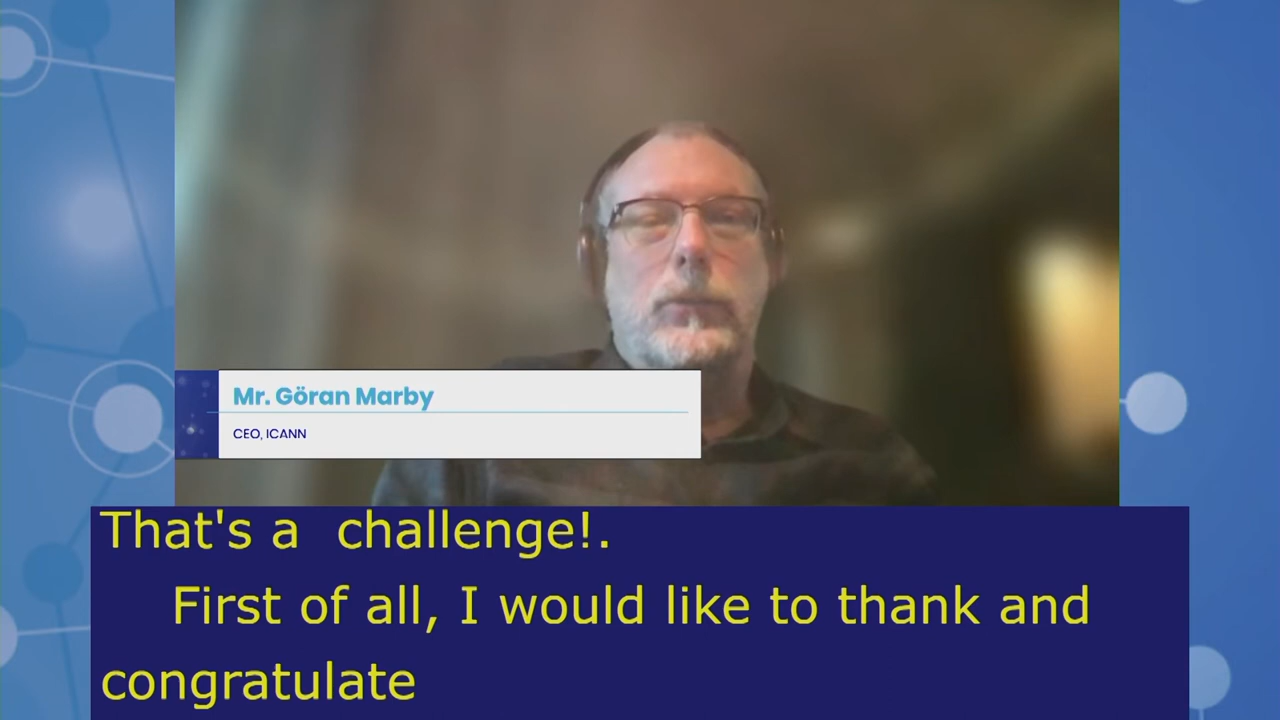 Mr. Göran Marby
CEO, ICANN
That's a  challenge!.
First of all, I would like to thank and
congratulate